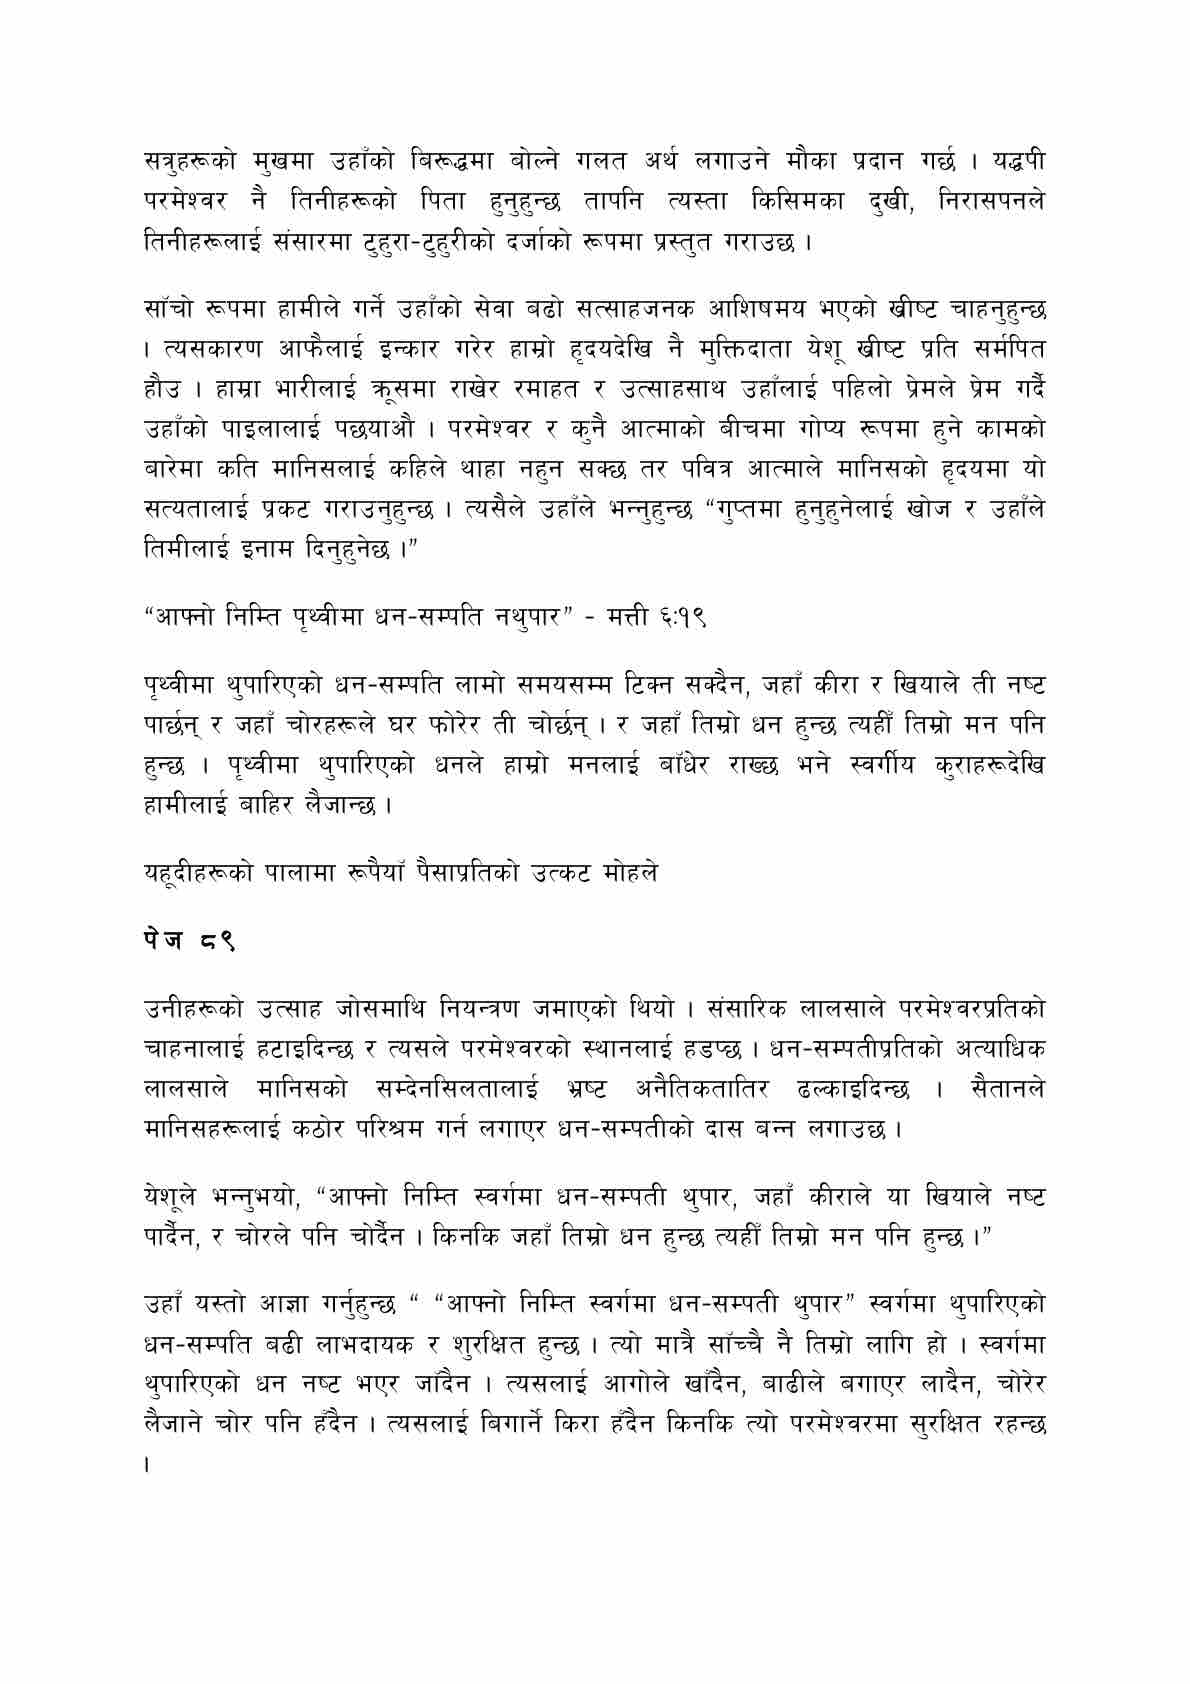 सत्रुहरूको मुखमा उहाँको बिरूद्धमा बोल्ने गलत अर्थ लगाउने मौका प्रदान गर्छ । यद्धपी
परमेश्वर नै तिनीहरूको पिता हुनुहुन्छ तापनि त्यस्ता किसिमका दुखी, निरासपनले
तिनीहरूलाई संसारमा टुहुरा-टुहुरीको दर्जाको रूपमा प्रस्तुत गराउछ ।
साँचो रूपमा हामीले गर्ने उहाँको सेवा बढो सत्साहजनक आशिषमय भएको ख्रीष्ट चाहनुहुन्छ
। त्यसकारण आफैलाई इन्कार गरेर हाम्रो हृदयदेखि नै मुक्तिदाता येशू ख्रीष्ट प्रति सर्मपित
हौउ । हाम्रा भारीलाई क्रूसमा राखेर रमाहत र उत्साहसाथ उहाँलाई पहिलो प्रेमले प्रेम गर्दै
उहाँको पाइलालाई पछयाऔ । परमेश्वर र कुनै आत्माको बीचमा गोप्य रूपमा हुने कामको
बारेमा कति मानिसलाई कहिले थाहा नहुन सक्छ तर पवित्र आत्माले मानिसको हृदयमा यो
सत्यतालाई प्रकट गराउनुहुन्छ । त्यसैले उहाँले भन्नुहुन्छ “गुप्तमा हुनुहुनेलाई खोज र उहाँले
तिमीलाई इनाम दिनुहुनेछ ।”
“आफ्नो निम्ति पृथ्वीमा धन-सम्पति नथुपार” - मत्ती ६:१९
पृथ्वीमा थुपारिएको धन-सम्पति लामो समयसम्म टिक्न सक्दैन, जहाँ कीरा र खियाले ती नष्ट
पार्छन् र जहाँ चोरहरूले घर फोरेर ती चोर्छन् । र जहाँ तिम्रो धन हुन्छ त्यहीँ तिम्रो मन पनि
हुन्छ । पृथ्वीमा थुपारिएको धनले हाम्रो मनलाई बाँधेर राख्छ भने स्वर्गीय कुराहरूदेखि
हामीलाई बाहिर लैजान्छ ।
यहूदीहरूको पालामा रूपैयाँ पैसाप्रतिको उत्कट मोहले
पेज ८९
उनीहरूको उत्साह जोसमाथि नियन्त्रण जमाएको थियो । संसारिक लालसाले परमेश्वरप्रतिको
चाहनालाई हटाइदिन्छ र त्यसले परमेश्वरको स्थानलाई हडप्छ । धन-सम्पतीप्रतिको अत्याधिक
लालसाले मानिसको सम्देनसिलतालाई भ्रष्ट अनैतिकतातिर ढल्काइदिन्छ । सैतानले
मानिसहरूलाई कठोर परिश्रम गर्न लगाएर धन-सम्पतीको दास बन्न लगाउछ ।
येशूले भन्नुभयो, “आफ्नो निम्ति स्वर्गमा धन-सम्पती थुपार, जहाँ कीराले या खियाले नष्ट
पार्दैन, र चोरले पनि चोर्दैन । किनकि जहाँ तिम्रो धन हुन्छ त्यहीँ तिम्रो मन पनि हुन्छ ।”
उहाँ यस्तो आज्ञा गर्नुहुन्छ “ “आफ्नो निम्ति स्वर्गमा धन-सम्पती थुपार” स्वर्गमा थुपारिएको
धन-सम्पति बढी लाभदायक र शुरक्षित हुन्छ । त्यो मात्रै साँच्चै नै तिम्रो लागि हो । स्वर्गमा
थुपारिएको धन नष्ट भएर जाँदैन । त्यसलाई आगोले खाँदैन, बाढीले बगाएर लादैन, चोरेर
लैजाने चोर पनि हँदैन । त्यसलाई बिगार्ने किरा हँदैन किनकि त्यो परमेश्वरमा सुरक्षित रहन्छ
।